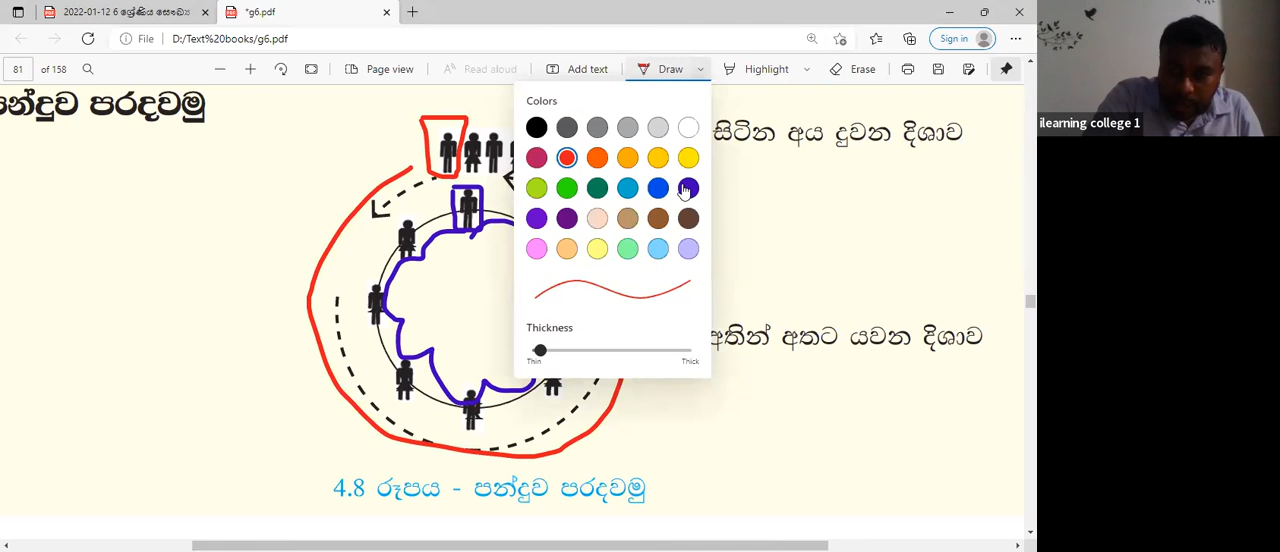 2022-01-12 6 ශ්‍රේණිය සෞඛ්‍ය
*g6.pdf
File
D:/Text%20books/g6.pdf
Sign in
81 of 158
Page view
Read aloud
Add text
Draw
Highlight
Erase
පන්දුව පරදවමු
Colors
සිටින අය දුවන දිශාව
ilearning college 1
Thickness
Thin
Thick
අතින් අතට යවන දිශාව
4.8 රූපය - පන්දුව පරදවමු